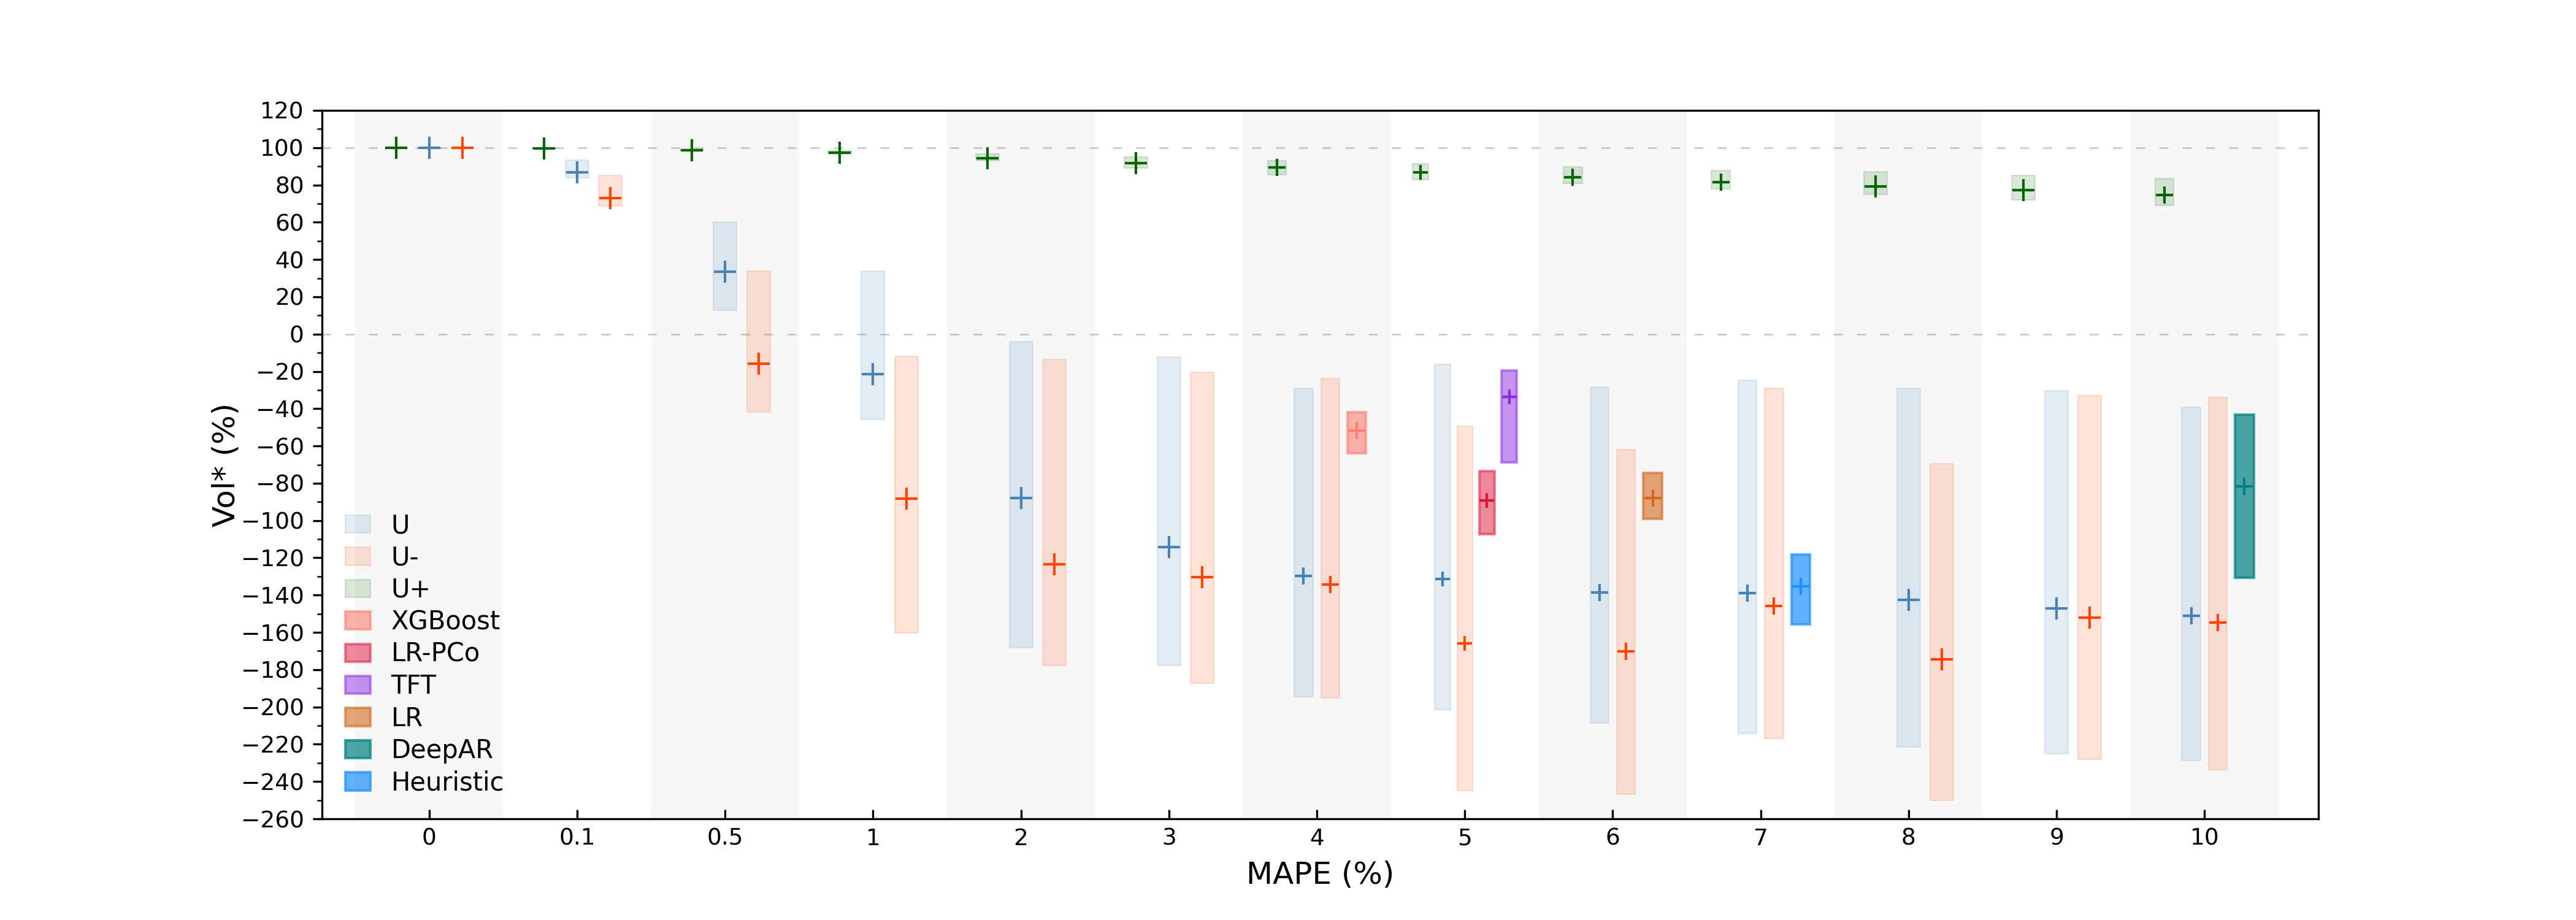 120
100
80
60
40
20
0
−20
−40
−60
−80
−100
−120
−140
−160
−180
−200
−220
−240
−260
Vol* (%)
U
U-
U+
XGBoost
LR-PCo
TFT
LR
DeepAR
Heuristic
0 0.1 0.5 1 2 3 4 5 6 7 8 9 10
MAPE (%)